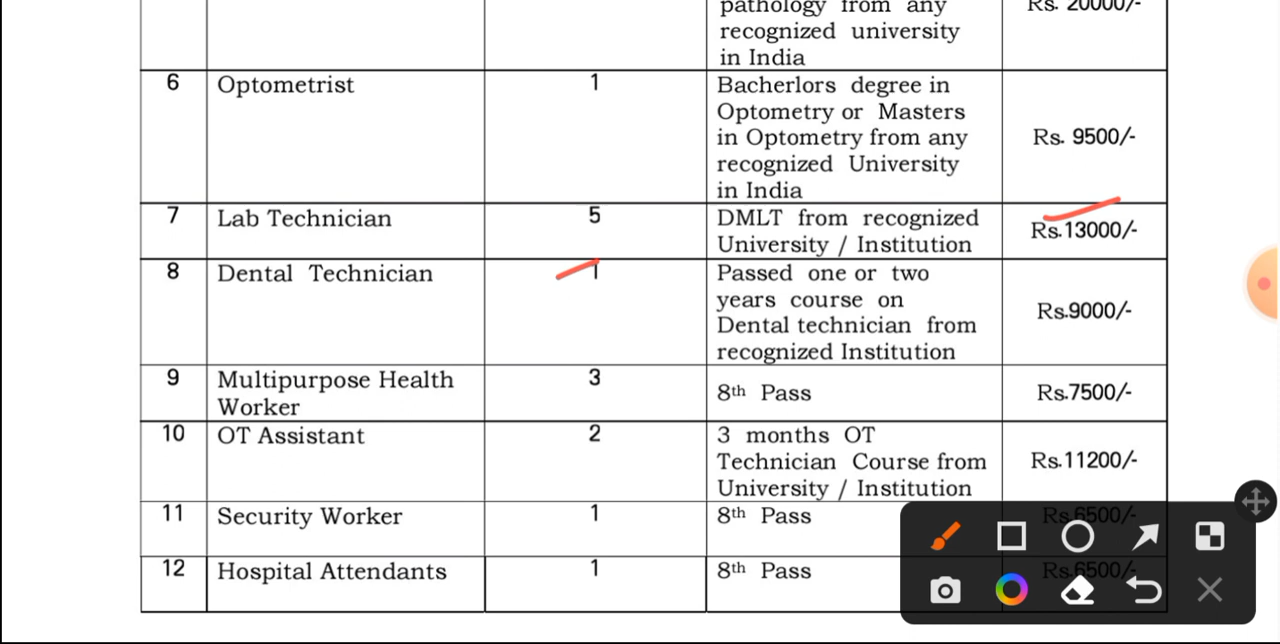 pathology from any
Rs. 20000/-
recognized university
in India
6 Optometrist 1 Bacherlors degree in
Optometry or Masters
in Optometry from any Rs. 9500/-
recognized University
in India
7 Lab Technician 5 DMLT from recognized
University / Institution Rs.13000/-
8 Dental Technician 1 Passed one or two
years course on
Dental technician from Rs.9000/-
recognized Institution
9 Multipurpose Health 3 8th Pass Rs.7500/-
Worker
10 OT Assistant 2 3 months OT
Technician Course from Rs.11200/-
University / Institution
11 Security Worker 1 8th Pass Rs.6500/-
12 Hospital Attendants 1 8th Pass Rs.6500/-